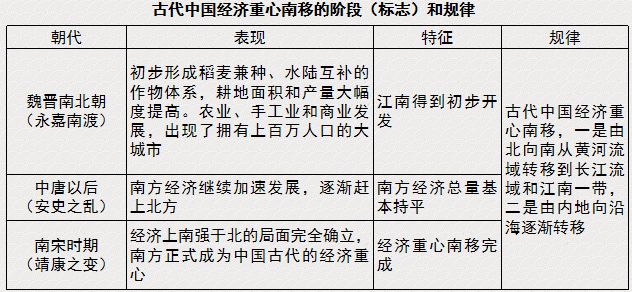 古代中国经济重心南移的阶段（标志）和规律
朝代
表现
特征
规律
魏晋南北朝
（永嘉南渡）
初步形成稻麦兼种、水陆互补的
作物体系，耕地面积和产量大幅
度提高。农业、手工业和商业发
展，出现了拥有上百万人口的大
城市
江南得到初步开
发
中唐以后
（安史之乱）
南方经济继续加速发展，逐渐赶
上北方
南方经济总量基
本持平
南宋时期
（靖康之变）
经济上南强于北的局面完全确立，
南方正式成为中国古代的经济重
心
经济重心南移完
成
古代中国经济重
心南移，一是由
北向南从黄河流
域转移到长江流
域和江南一带，
二是由内地向沿
海逐渐转移